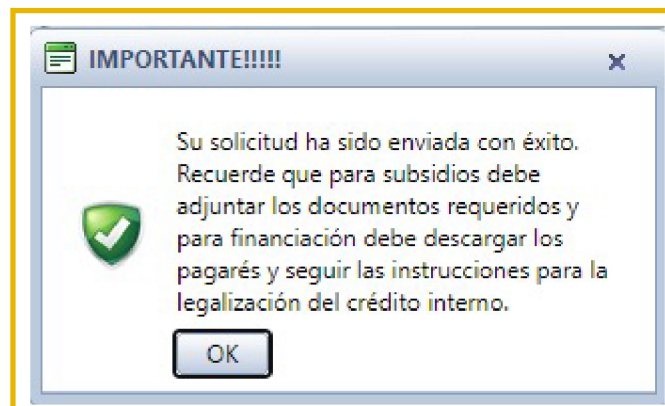 IMPORTANTE!!!!!
Su solicitud ha sido enviada con éxito.
Recuerde que para subsidios debe
adjuntar los documentos requeridos y
para financiación debe descargar los
pagarés y seguir las instrucciones para la
legalización del crédito interno.
OK